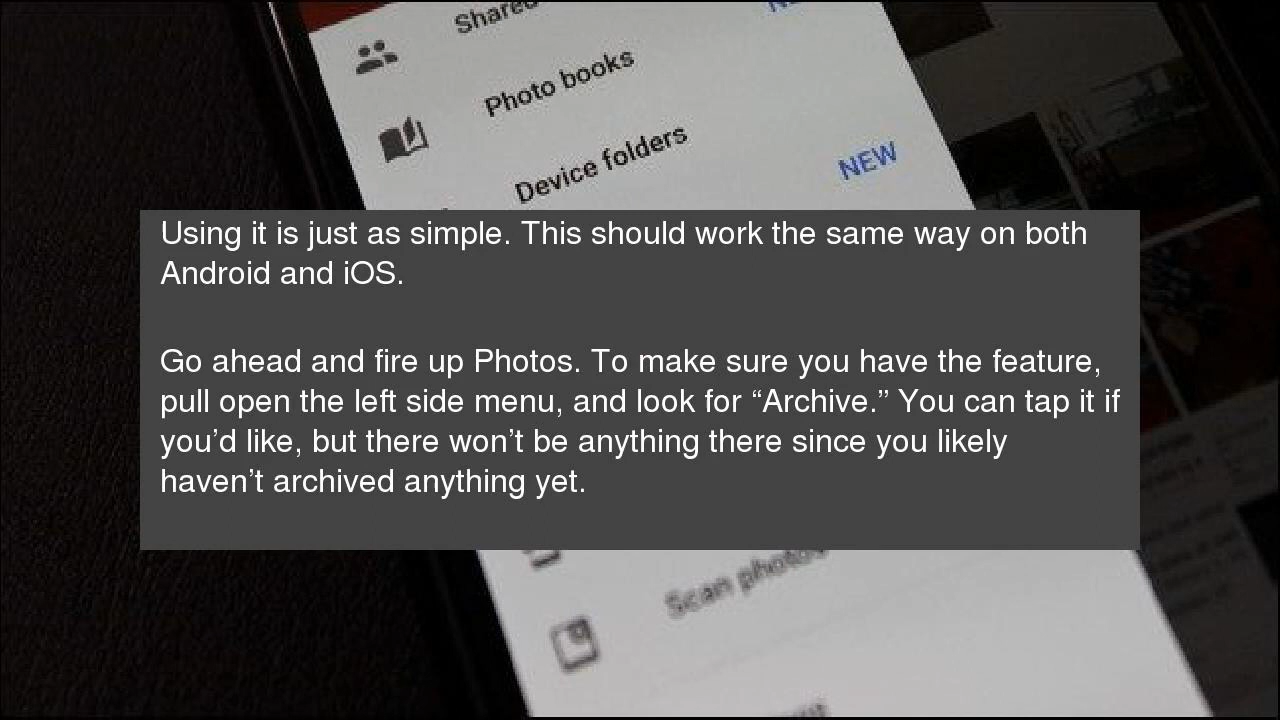 Shared
Photo books
Device folders
NEW
Using it is just as simple. This should work the same way on both
Android and iOS.
Go ahead and fire up Photos. To make sure you have the feature,
pull open the left side menu, and look for “Archive.” You can tap it if
you’d like, but there won’t be anything there since you likely
haven’t archived anything yet.
Scan photos